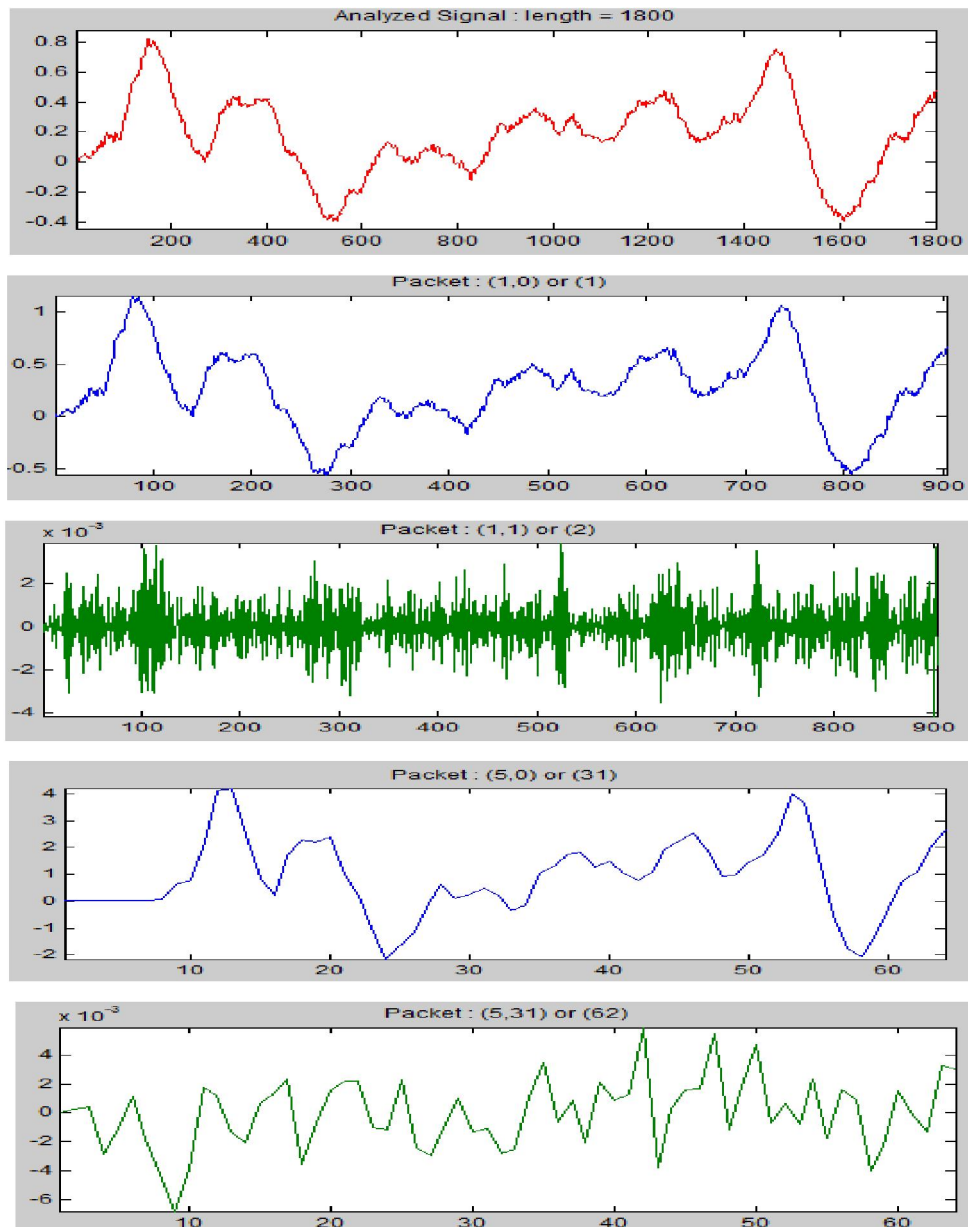 Analyzed Signal : length = 1800
0.8
0.6
0.4
0.2
0
-0.2
-0.4
200 400 600 800 1000 1200 1400 1600 1800
Packet : (1,0) or (1)
1
0.5
0
-0.5
100 200 300 400 500 600 700 800 900
x 10⁻³
Packet : (1,1) or (2)
2
0
-2
-4
100 200 300 400 500 600 700 800 900
Packet : (5,0) or (31)
4
3
2
1
0
-1
-2
10 20 30 40 50 60
x 10⁻³
Packet : (5,31) or (62)
4
2
0
-2
-4
-6
10 20 30 40 50 60